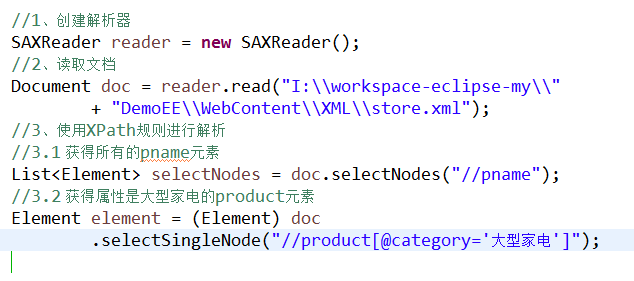 //1、创建解析器
SAXReader reader = new SAXReader();
//2、读取文档
Document doc = reader.read("I:\\workspace-eclipse-my\\"
+ "DemoEE\\WebContent\\XML\\store.xml");
//3、使用XPath规则进行解析
//3.1 获得所有的pname元素
List<Element> selectNodes = doc.selectNodes("//pname");
//3.2 获得属性是大型家电的product元素
Element element = (Element) doc
.selectSingleNode("//product[@category='大型家电']");